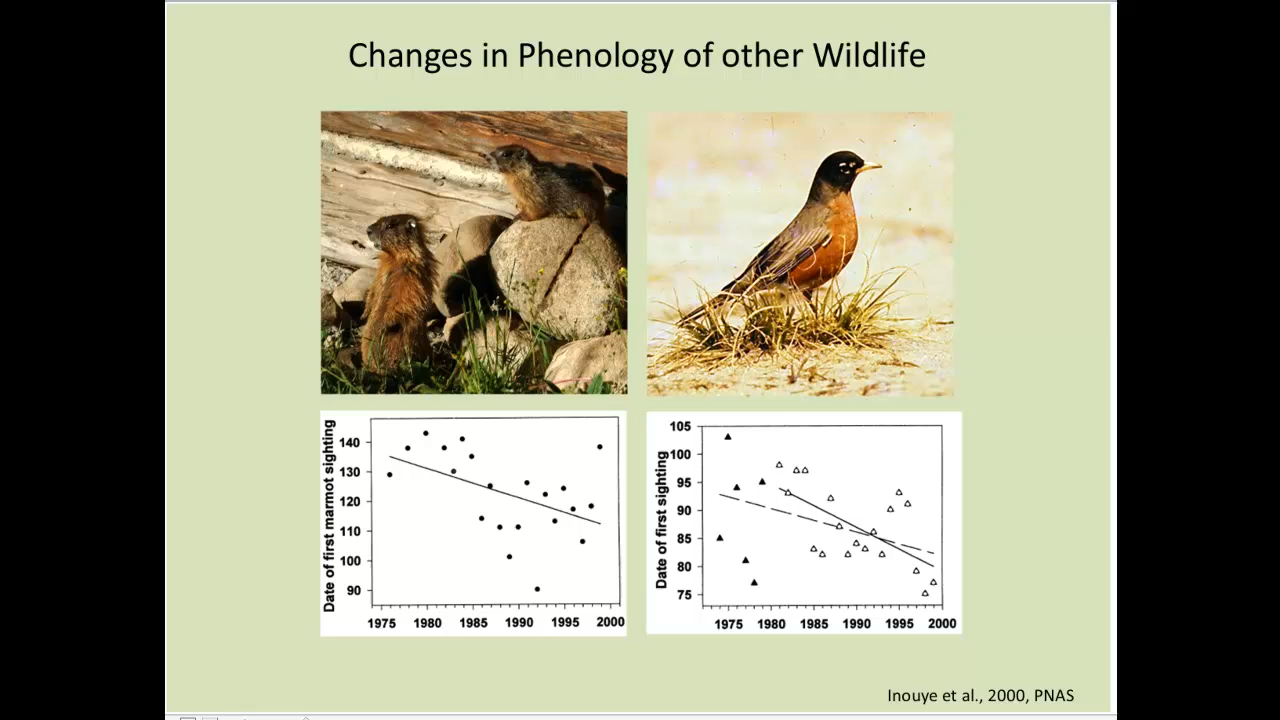 Changes in Phenology of other Wildlife
Date of first marmot sighting
140
130
120
110
100
90
1975 1980 1985 1990 1995 2000
Date of first sighting
105
100
95
90
85
80
75
1975 1980 1985 1990 1995 2000
Inouye et al., 2000, PNAS